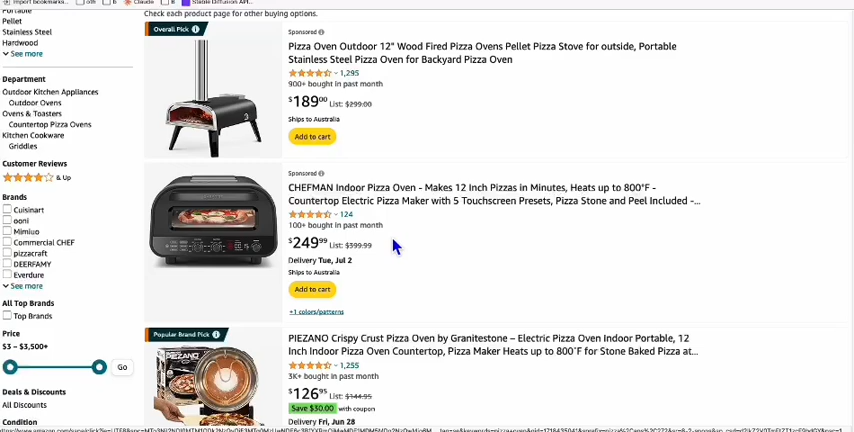 Import bookmarks...
Claude
Stable Diffusion API...
Portable
Pellet
Stainless Steel
Hardwood
See more
Department
Outdoor Kitchen Appliances
Outdoor Ovens
Ovens & Toasters
Countertop Pizza Ovens
Kitchen Cookware
Griddles
Customer Reviews
& Up
Brands
Cuisinart
ooni
Mimiuo
Commercial CHEF
pizzacraft
DEERFAMY
Everdure
See more
All Top Brands
Top Brands
Price
$3 – $3,500+
Go
Deals & Discounts
All Discounts
Condition
Check each product page for other buying options.
Overall Pick
Sponsored
Pizza Oven Outdoor 12" Wood Fired Pizza Ovens Pellet Pizza Stove for outside, Portable
Stainless Steel Pizza Oven for Backyard Pizza Oven
1,295
900+ bought in past month
$18900 List: $299.00
Ships to Australia
Add to cart
Sponsored
CHEFMAN Indoor Pizza Oven - Makes 12 Inch Pizzas in Minutes, Heats up to 800°F -
Countertop Electric Pizza Maker with 5 Touchscreen Presets, Pizza Stone and Peel Included -...
124
100+ bought in past month
$24999 List: $399.99
Delivery Tue, Jul 2
Ships to Australia
Add to cart
+1 colors/patterns
Popular Brand Pick
PIEZANO
PIEZANO Crispy Crust Pizza Oven by Granitestone – Electric Pizza Oven Indoor Portable, 12
Inch Indoor Pizza Oven Countertop, Pizza Maker Heats up to 800˚F for Stone Baked Pizza at...
1,255
3K+ bought in past month
$12695 List: $144.95
Save $30.00 with coupon
Delivery Fri, Jun 28